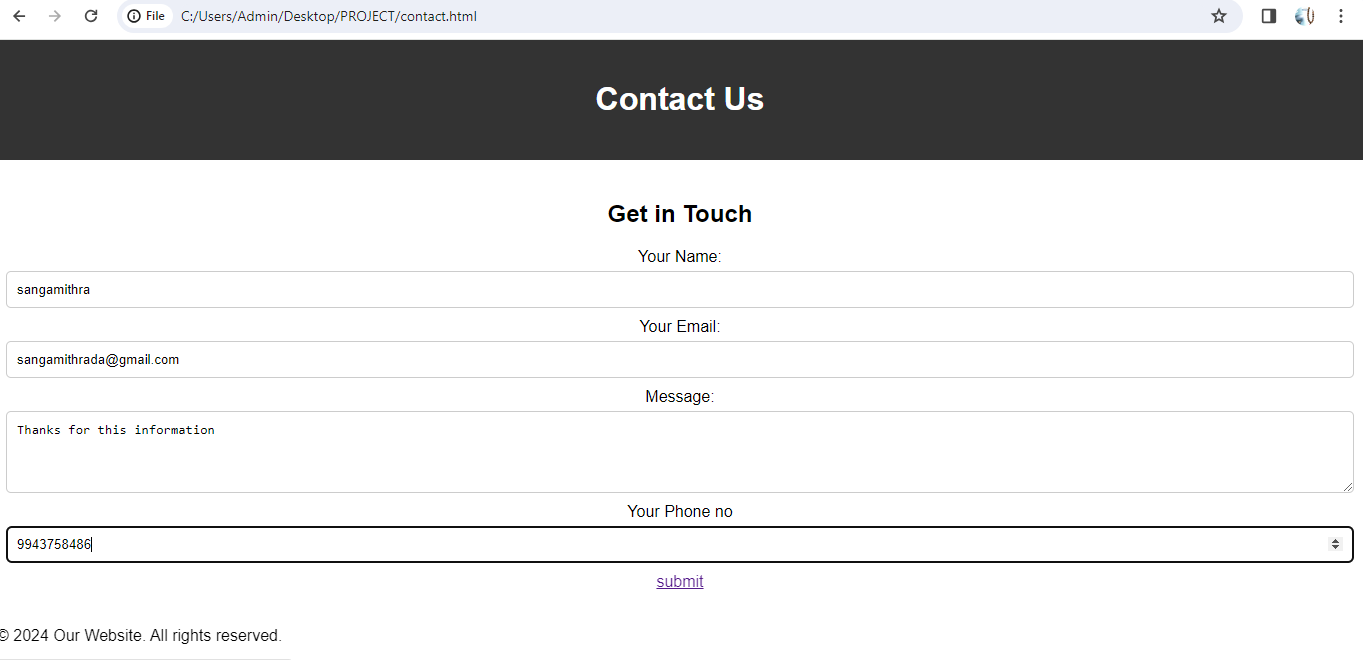 File C:/Users/Admin/Desktop/PROJECT/contact.html
Contact Us
Get in Touch
Your Name:
sangamithra
Your Email:
sangamithrada@gmail.com
Message:
Thanks for this information
Your Phone no
9943758486
submit
© 2024 Our Website. All rights reserved.